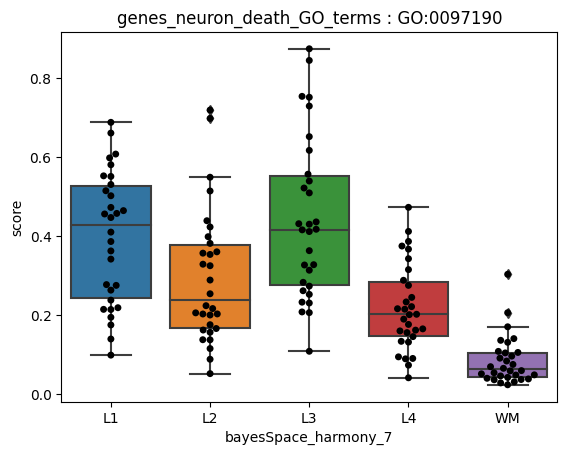 genes_neuron_death_GO_terms : GO:0097190
score
0.8
0.6
0.4
0.2
0.0
L1 L2 L3 L4 WM
bayesSpace_harmony_7